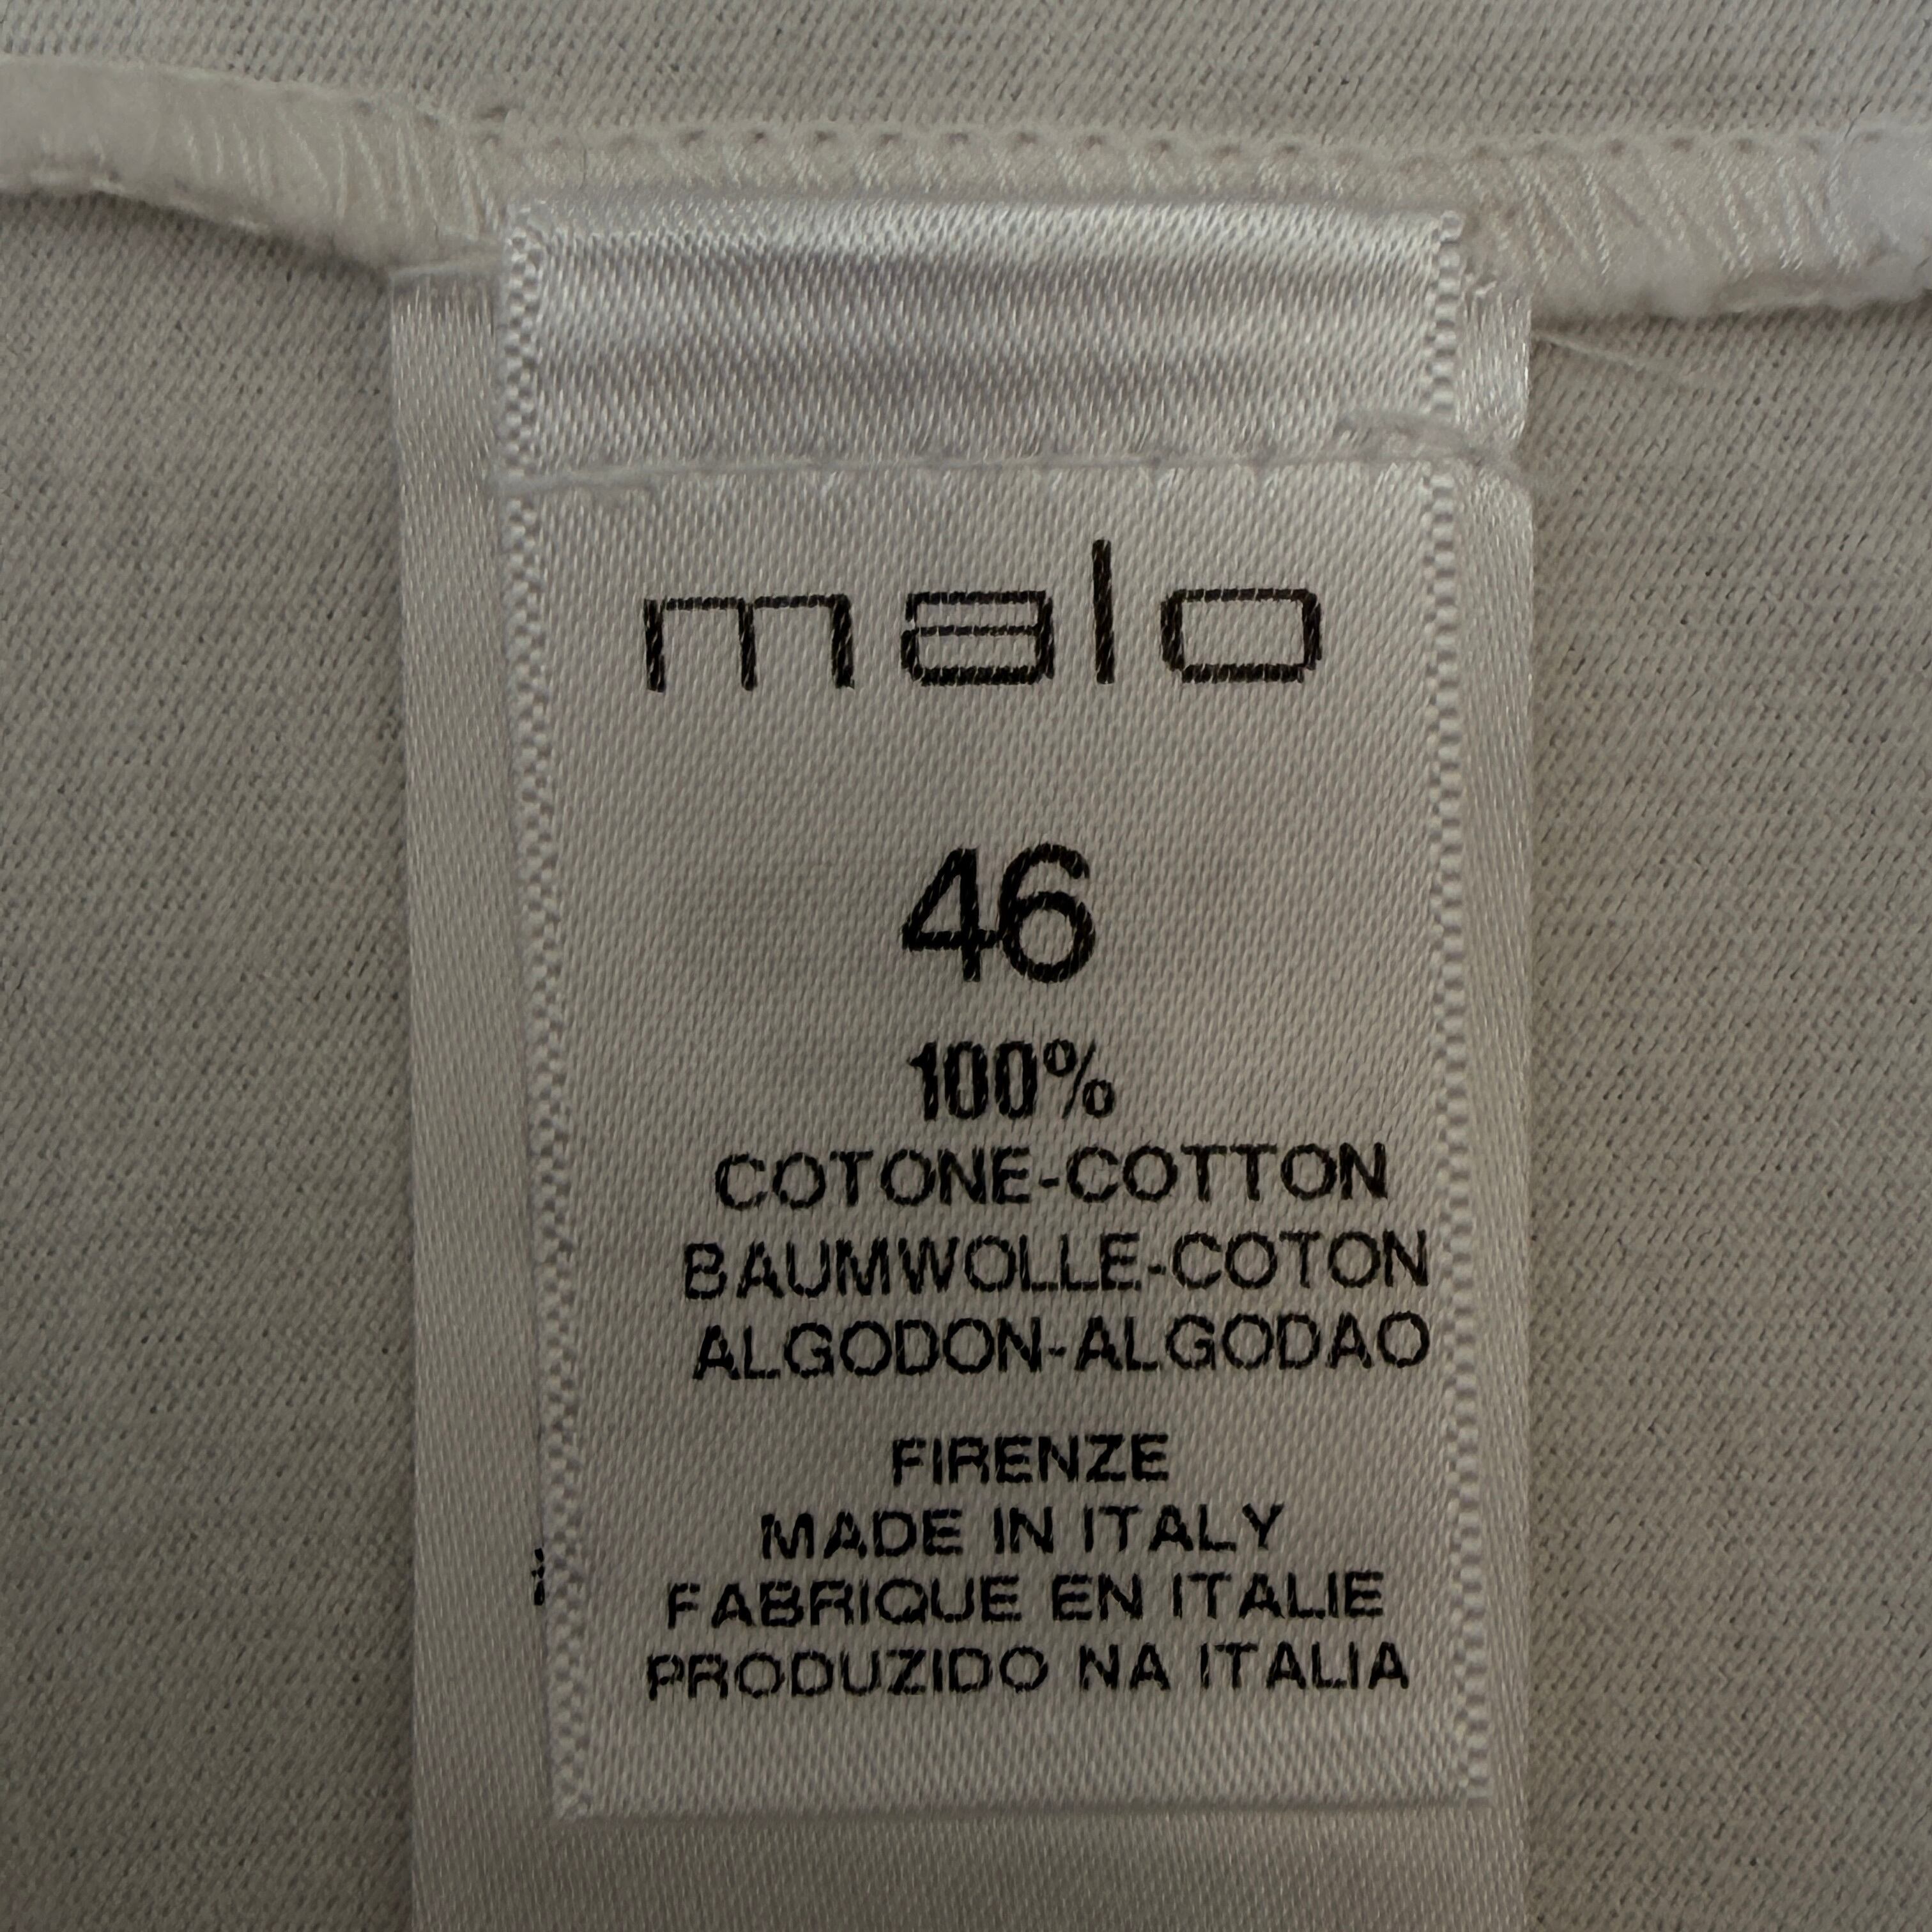 malo
46
100%
COTONE-COTTON
BAUMWOLLE-COTON
ALGODON-ALGODAO
FIRENZE
MADE IN ITALY
FABRIQUE EN ITALIE
PRODUZIDO NA ITALIA